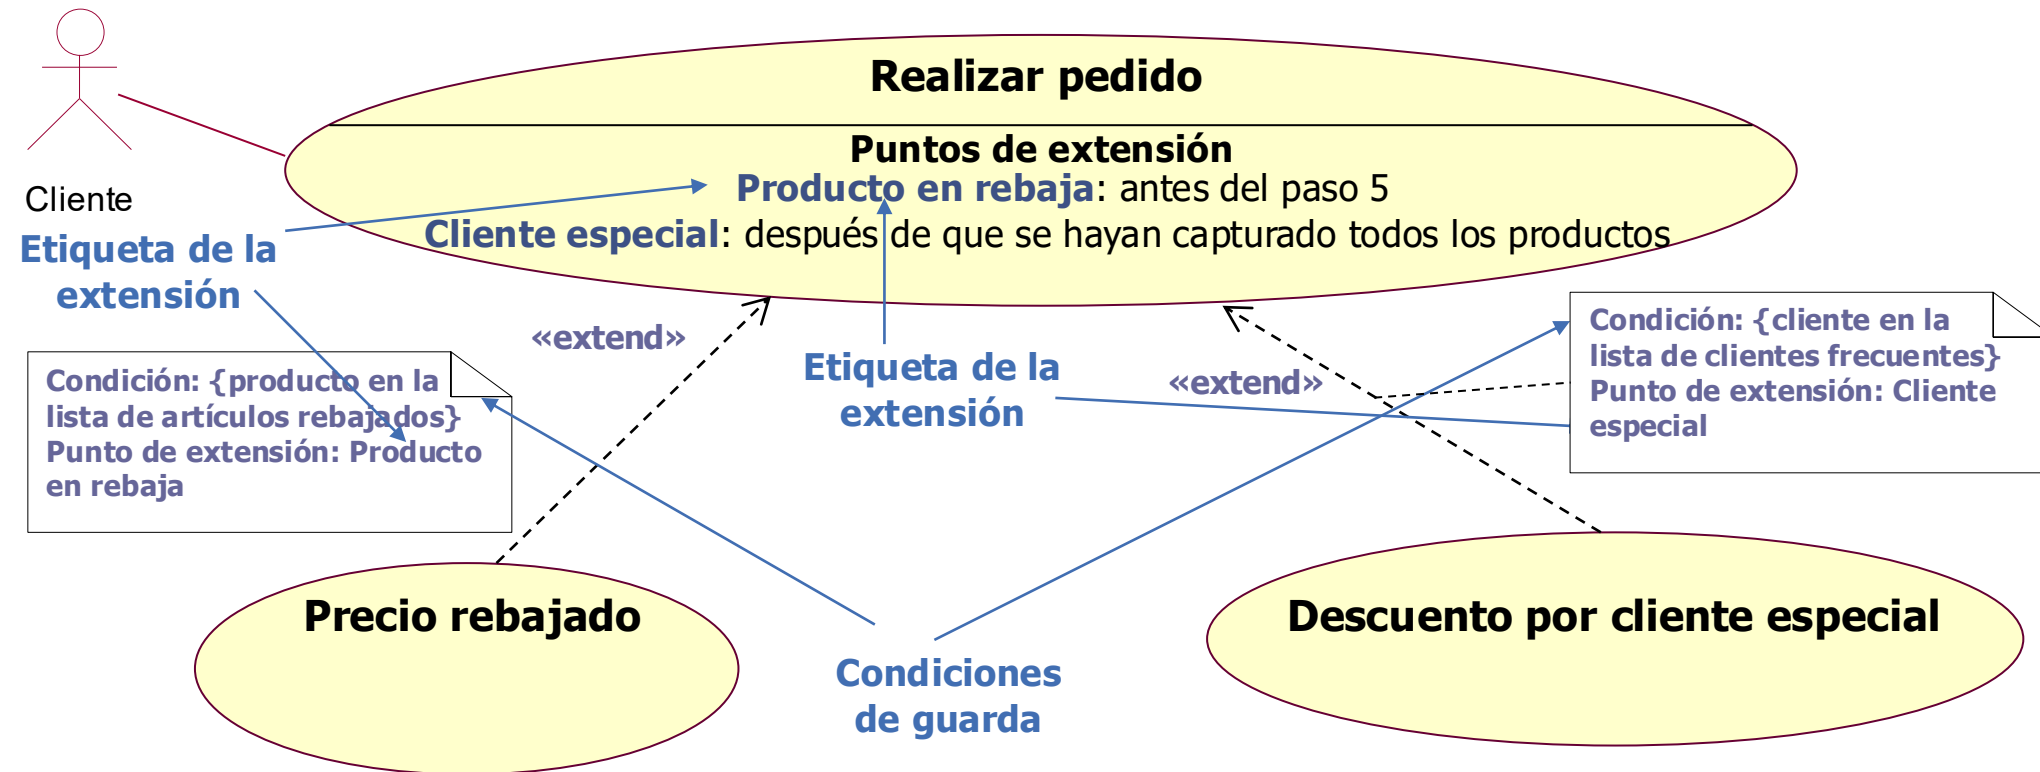 Realizar pedido
Puntos de extensión
Producto en rebaja: antes del paso 5
Cliente especial: después de que se hayan capturado todos los productos
Cliente
Etiqueta de la
extensión
«extend»
Condición: {producto en la
lista de artículos rebajados}
Punto de extensión: Producto
en rebaja
Etiqueta de la
extensión
«extend»
Condición: {cliente en la
lista de clientes frecuentes}
Punto de extensión: Cliente
especial
Precio rebajado
Condiciones
de guarda
Descuento por cliente especial